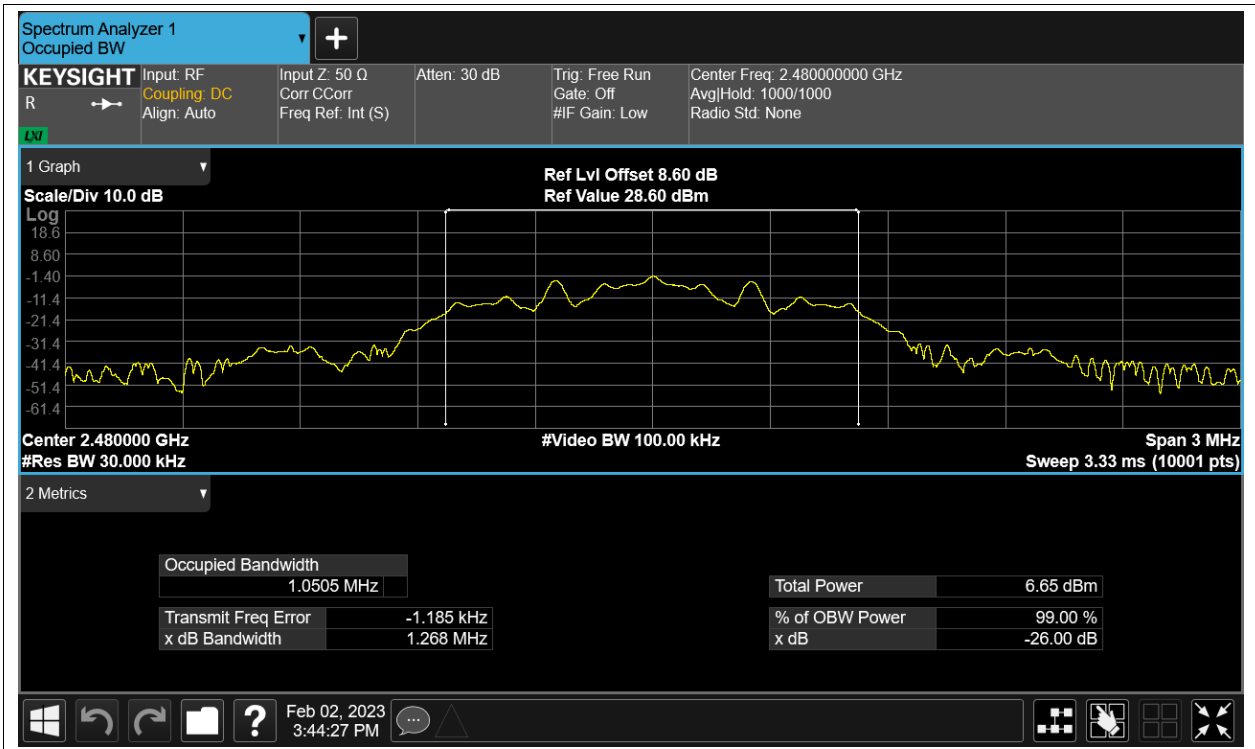 Spectrum Analyzer 1
Occupied BW
KEYSIGHT
R
LXI
Input: RF
Coupling: DC
Align: Auto
Input Z: 50 Ω
Corr CCorr
Freq Ref: Int (S)
Atten: 30 dB
Trig: Free Run
Gate: Off
#IF Gain: Low
Center Freq: 2.480000000 GHz
Avg|Hold: 1000/1000
Radio Std: None
1 Graph
Scale/Div 10.0 dB
Ref Lvl Offset 8.60 dB
Ref Value 28.60 dBm
Log
18.6
8.60
-1.40
-11.4
-21.4
-31.4
-41.4
-51.4
-61.4
Center 2.480000 GHz
#Video BW 100.00 kHz
Span 3 MHz
#Res BW 30.000 kHz
Sweep 3.33 ms (10001 pts)
2 Metrics
Occupied Bandwidth
1.0505 MHz
Total Power 6.65 dBm
Transmit Freq Error -1.185 kHz
% of OBW Power 99.00 %
x dB Bandwidth 1.268 MHz
x dB -26.00 dB
?
Feb 02, 2023
3:44:27 PM